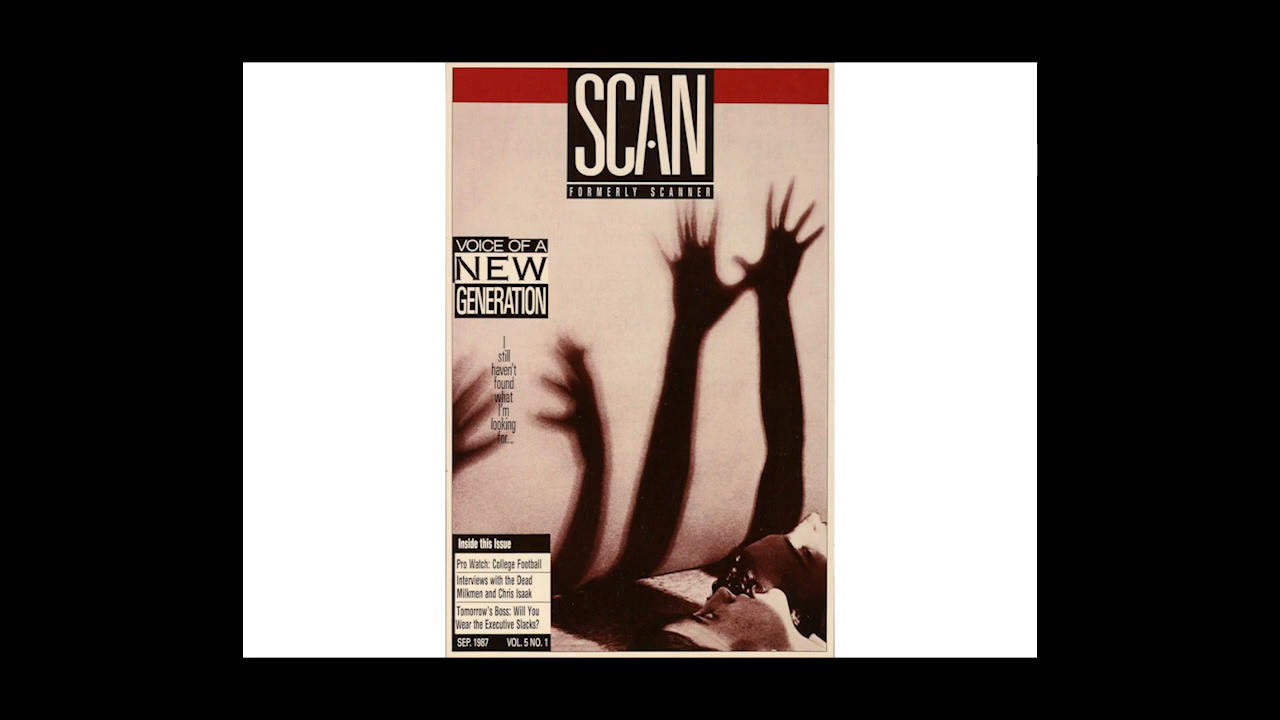 SCAN
FORMERLY SCANNER
VOICE OF A
NEW
GENERATION
I
still
haven't
found
what
I'm
looking
for...
Inside this Issue
Pro Watch: College Football
Interviews with the Dead
Milkmen and Chris Isaak
Tomorrow's Boss: Will You
Wear the Executive Slacks?
SEP. 1987 VOL. 5 NO. 1